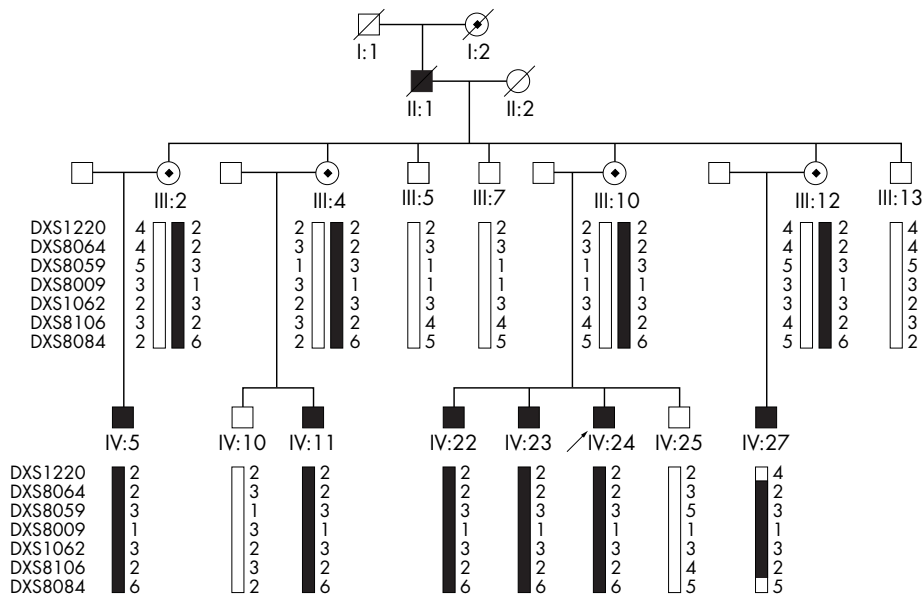 I:1 I:2
II:1 II:2
III:2 III:4 III:5 III:7 III:10 III:12 III:13
DXS1220 4 2 2 2 2 2 2 2 4 2 4
DXS8064 4 2 3 2 3 3 3 2 4 2 4
DXS8059 5 3 1 3 1 1 5 3 5 3 5
DXS8009 3 1 3 1 1 1 1 1 3 1 3
DXS1062 2 3 2 3 3 3 3 3 3 3 2
DXS8106 3 2 3 2 4 4 4 2 4 2 3
DXS8084 2 6 2 6 5 5 5 6 5 6 2
IV:5 IV:10 IV:11 IV:22 IV:23 IV:24 IV:25 IV:27
DXS1220 2 2 2 2 2 2 2 4
DXS8064 2 3 2 2 2 2 3 2
DXS8059 3 1 3 3 3 3 5 3
DXS8009 1 3 1 1 1 1 1 1
DXS1062 3 2 3 3 3 3 3 3
DXS8106 2 3 2 2 2 2 4 2
DXS8084 6 2 6 6 6 6 5 5